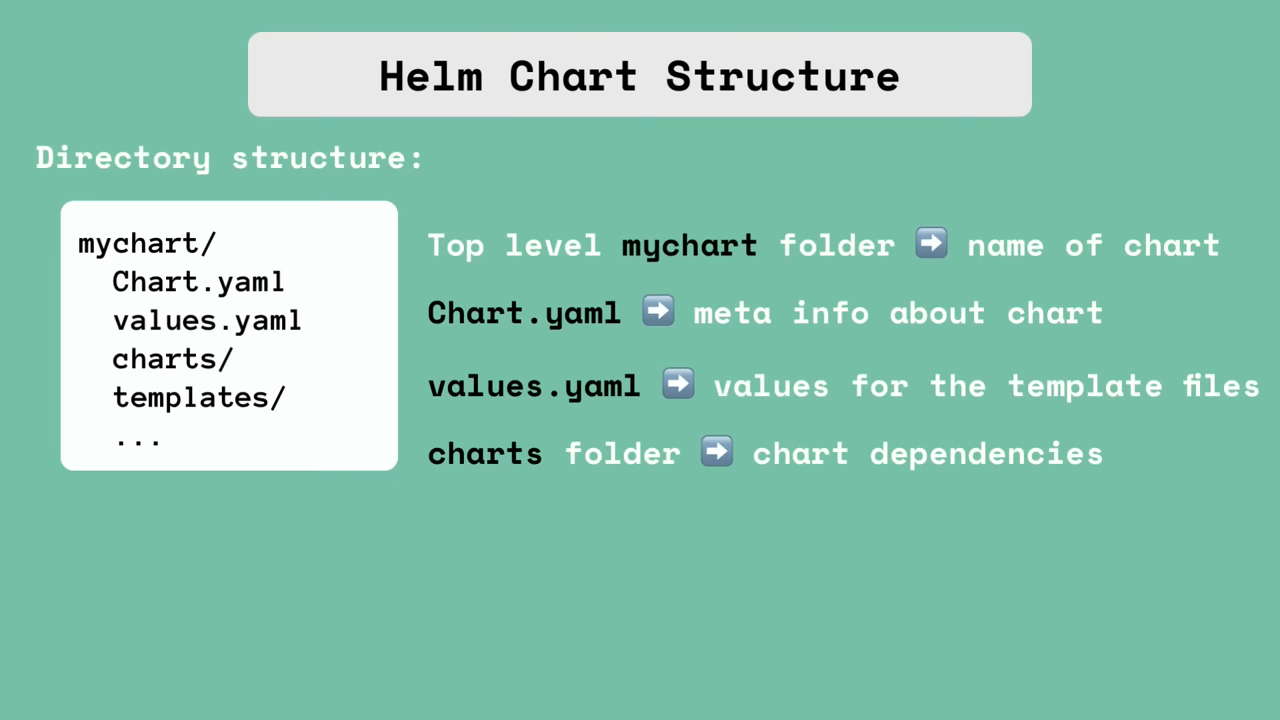 Helm Chart Structure
Directory structure:
mychart/
  Chart.yaml
  values.yaml
  charts/
  templates/
  ...
Top level mychart folder ➡️ name of chart
Chart.yaml ➡️ meta info about chart
values.yaml ➡️ values for the template files
charts folder ➡️ chart dependencies